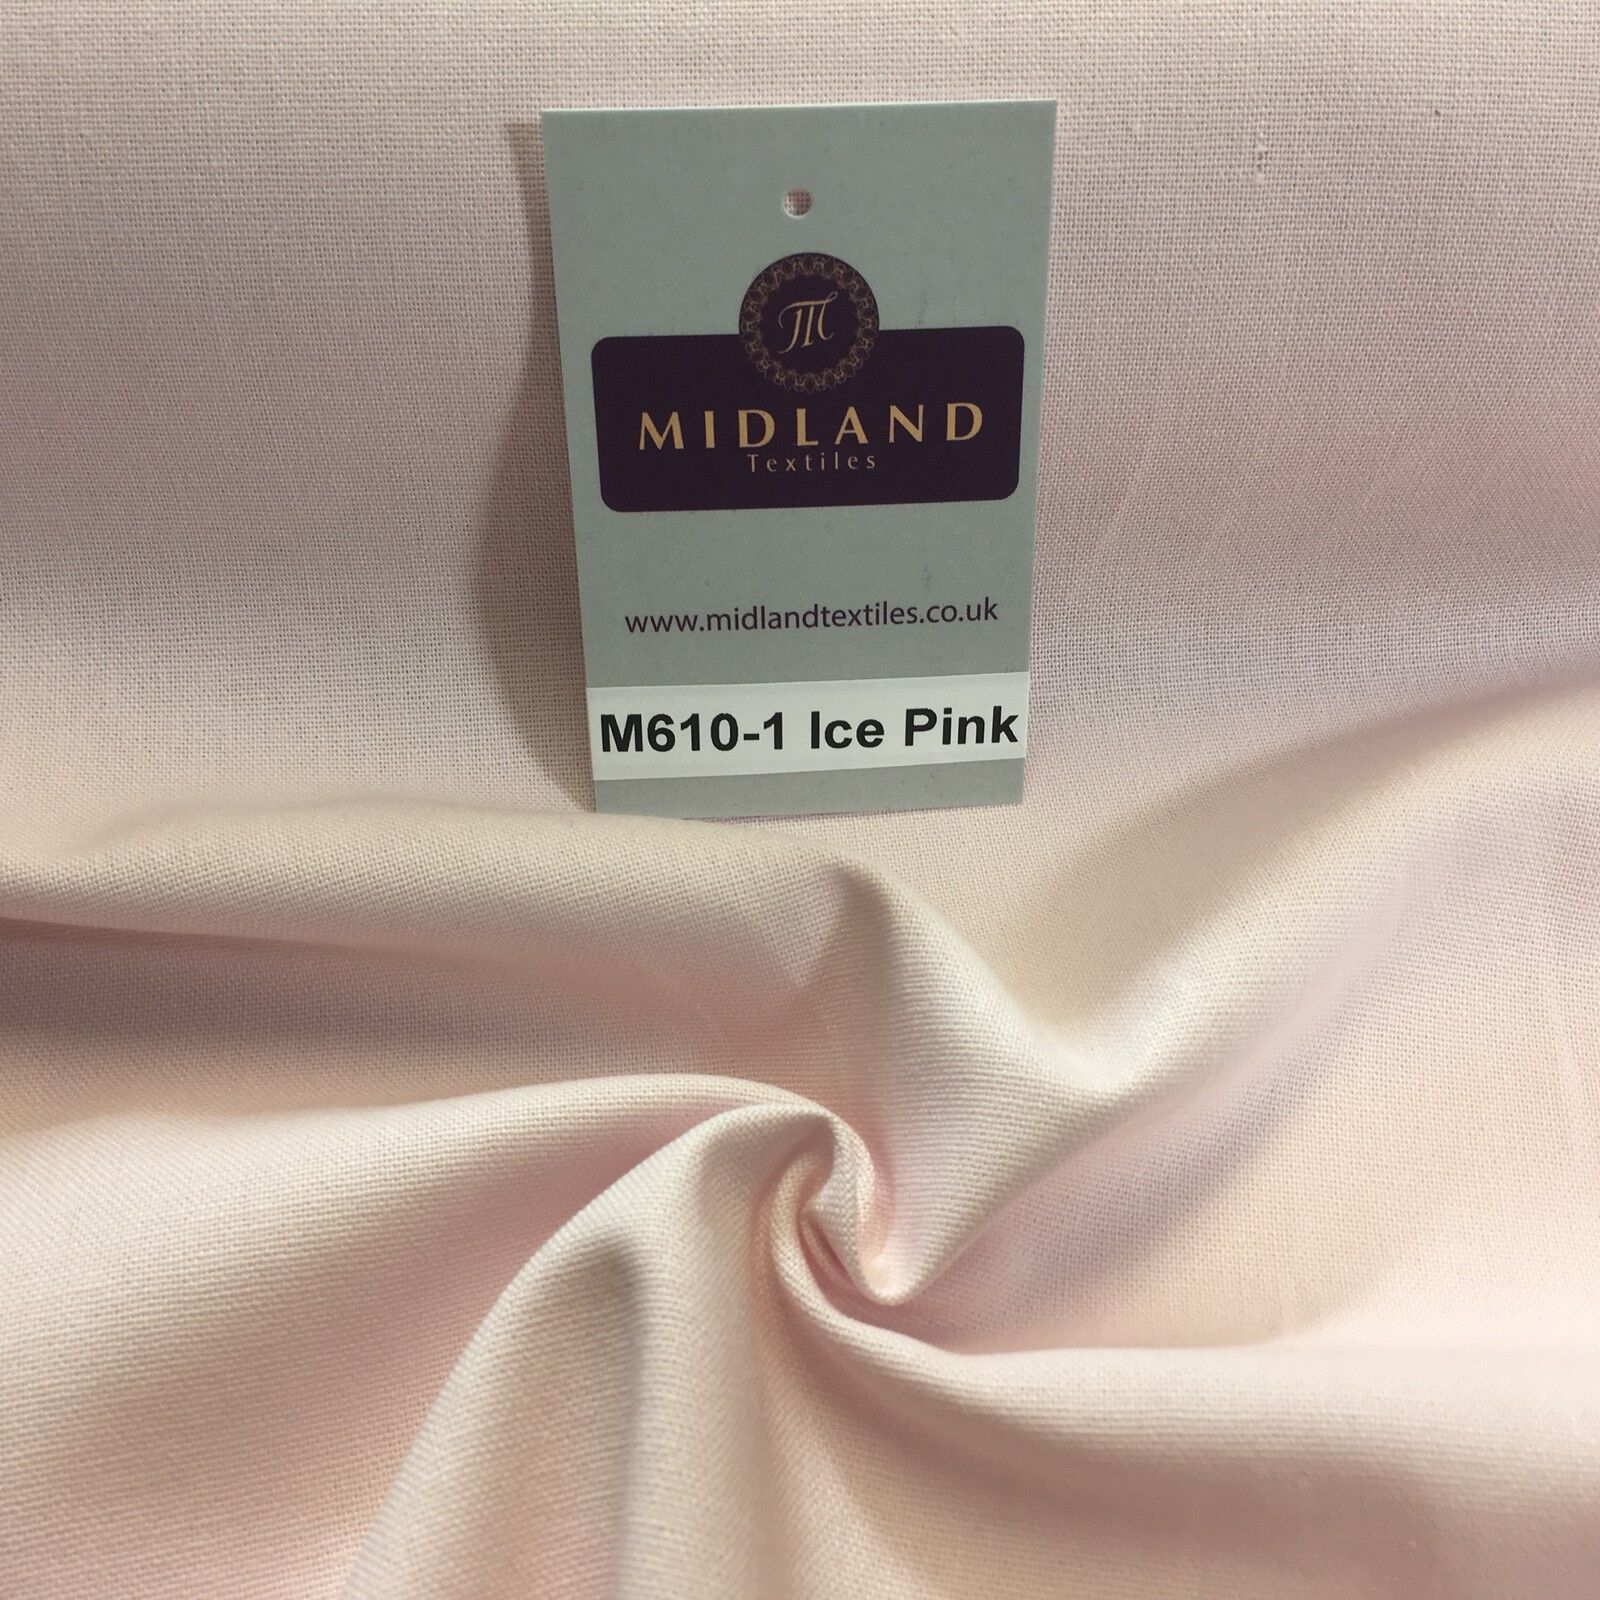 M
MIDLAND
Textiles
www.midlandtextiles.co.uk
M610-1 Ice Pink